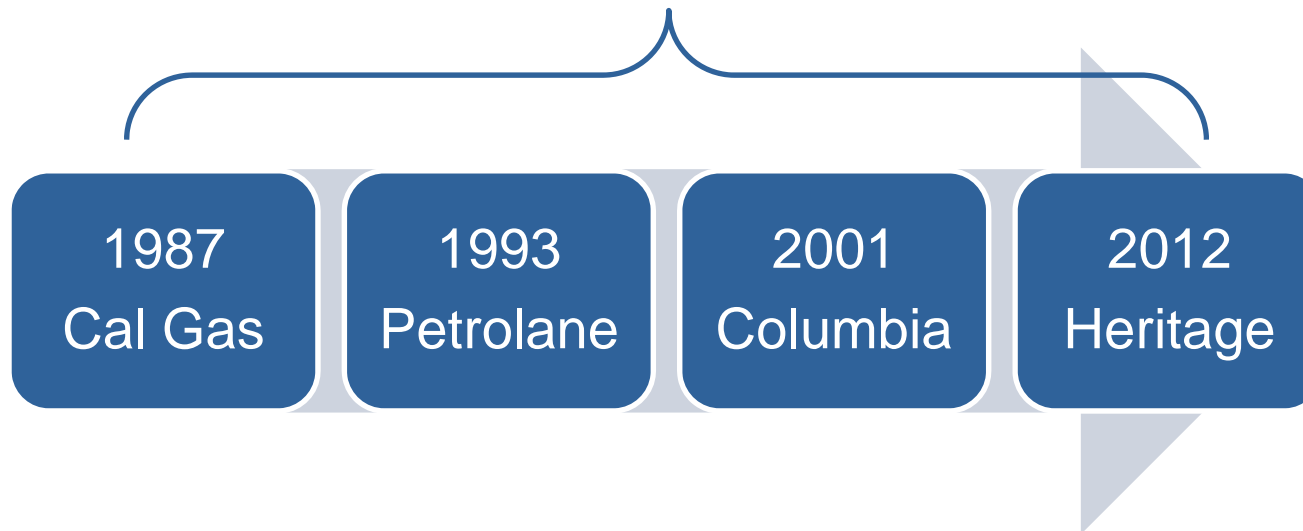 1987
Cal Gas
1993
Petrolane
2001
Columbia
2012
Heritage